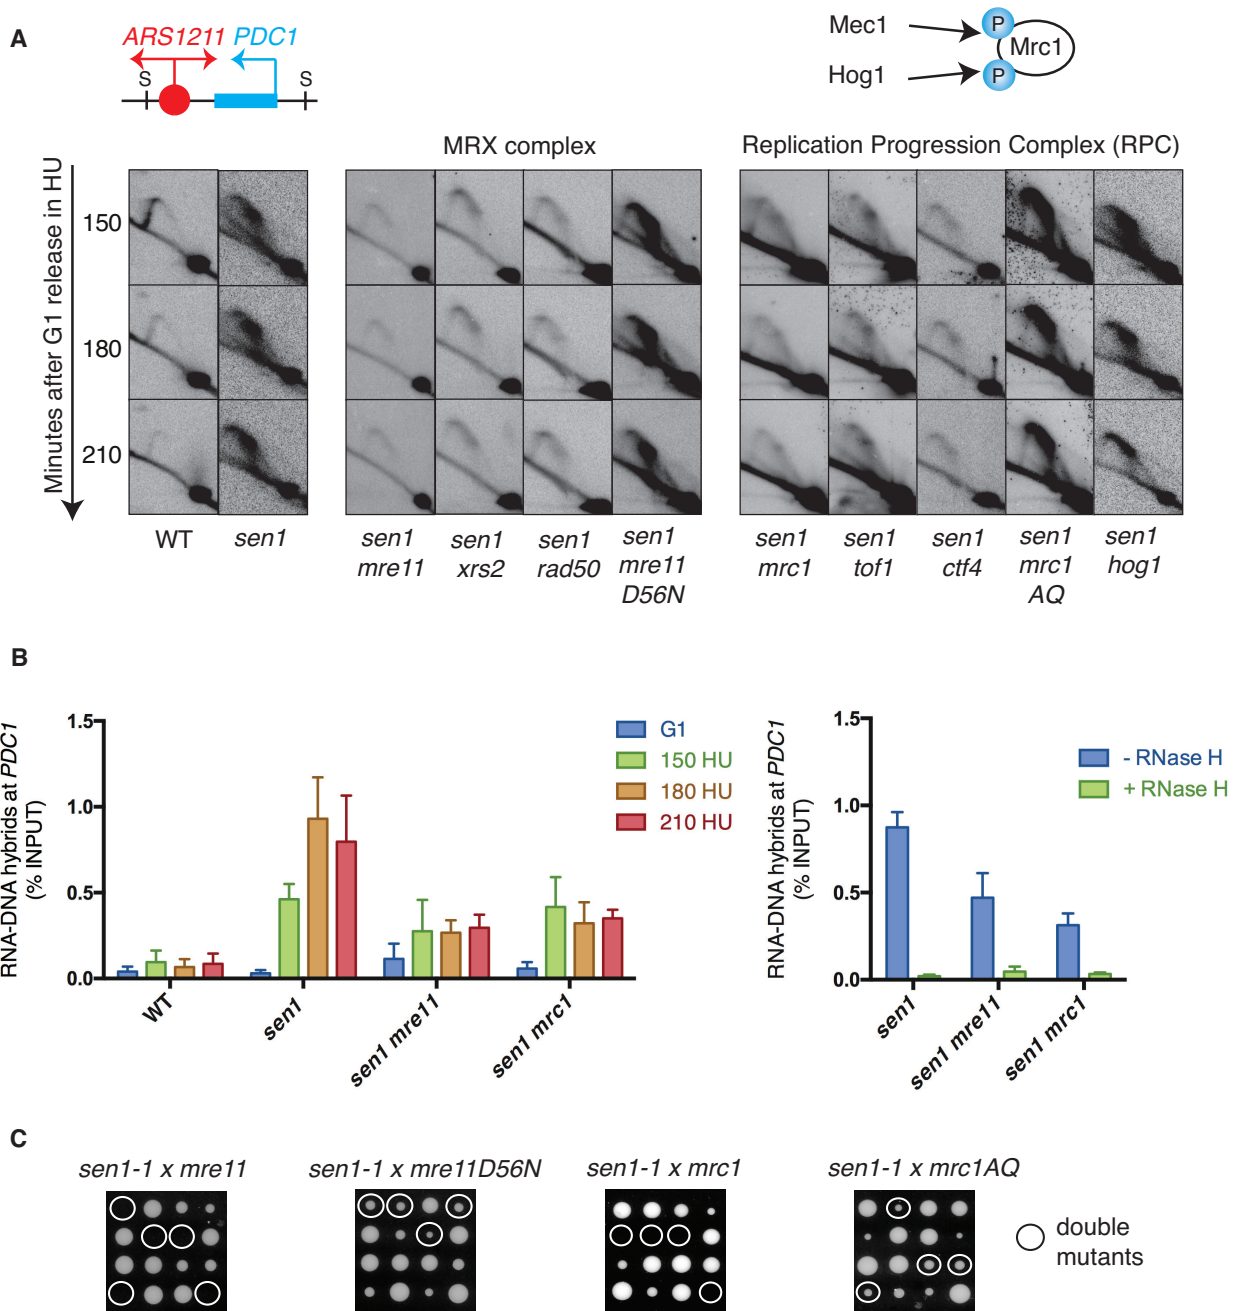 A
ARS1211 PDC1
S S
Mec1
Hog1
P
P
Mrc1
MRX complex
Replication Progression Complex (RPC)
Minutes after G1 release in HU
150
180
210
WT
sen1
sen1
mre11
sen1
xrs2
sen1
rad50
sen1
mre11
D56N
sen1
mrc1
sen1
tof1
sen1
ctf4
sen1
mrc1
AQ
sen1
hog1
B
RNA-DNA hybrids at PDC1
(% INPUT)
1.5
1.0
0.5
0.0
WT
sen1
sen1 mre11
sen1 mrc1
G1
150 HU
180 HU
210 HU
RNA-DNA hybrids at PDC1
(% INPUT)
1.5
1.0
0.5
0.0
sen1
sen1 mre11
sen1 mrc1
- RNase H
+ RNase H
C
sen1-1 x mre11
sen1-1 x mre11D56N
sen1-1 x mrc1
sen1-1 x mrc1AQ
double
mutants